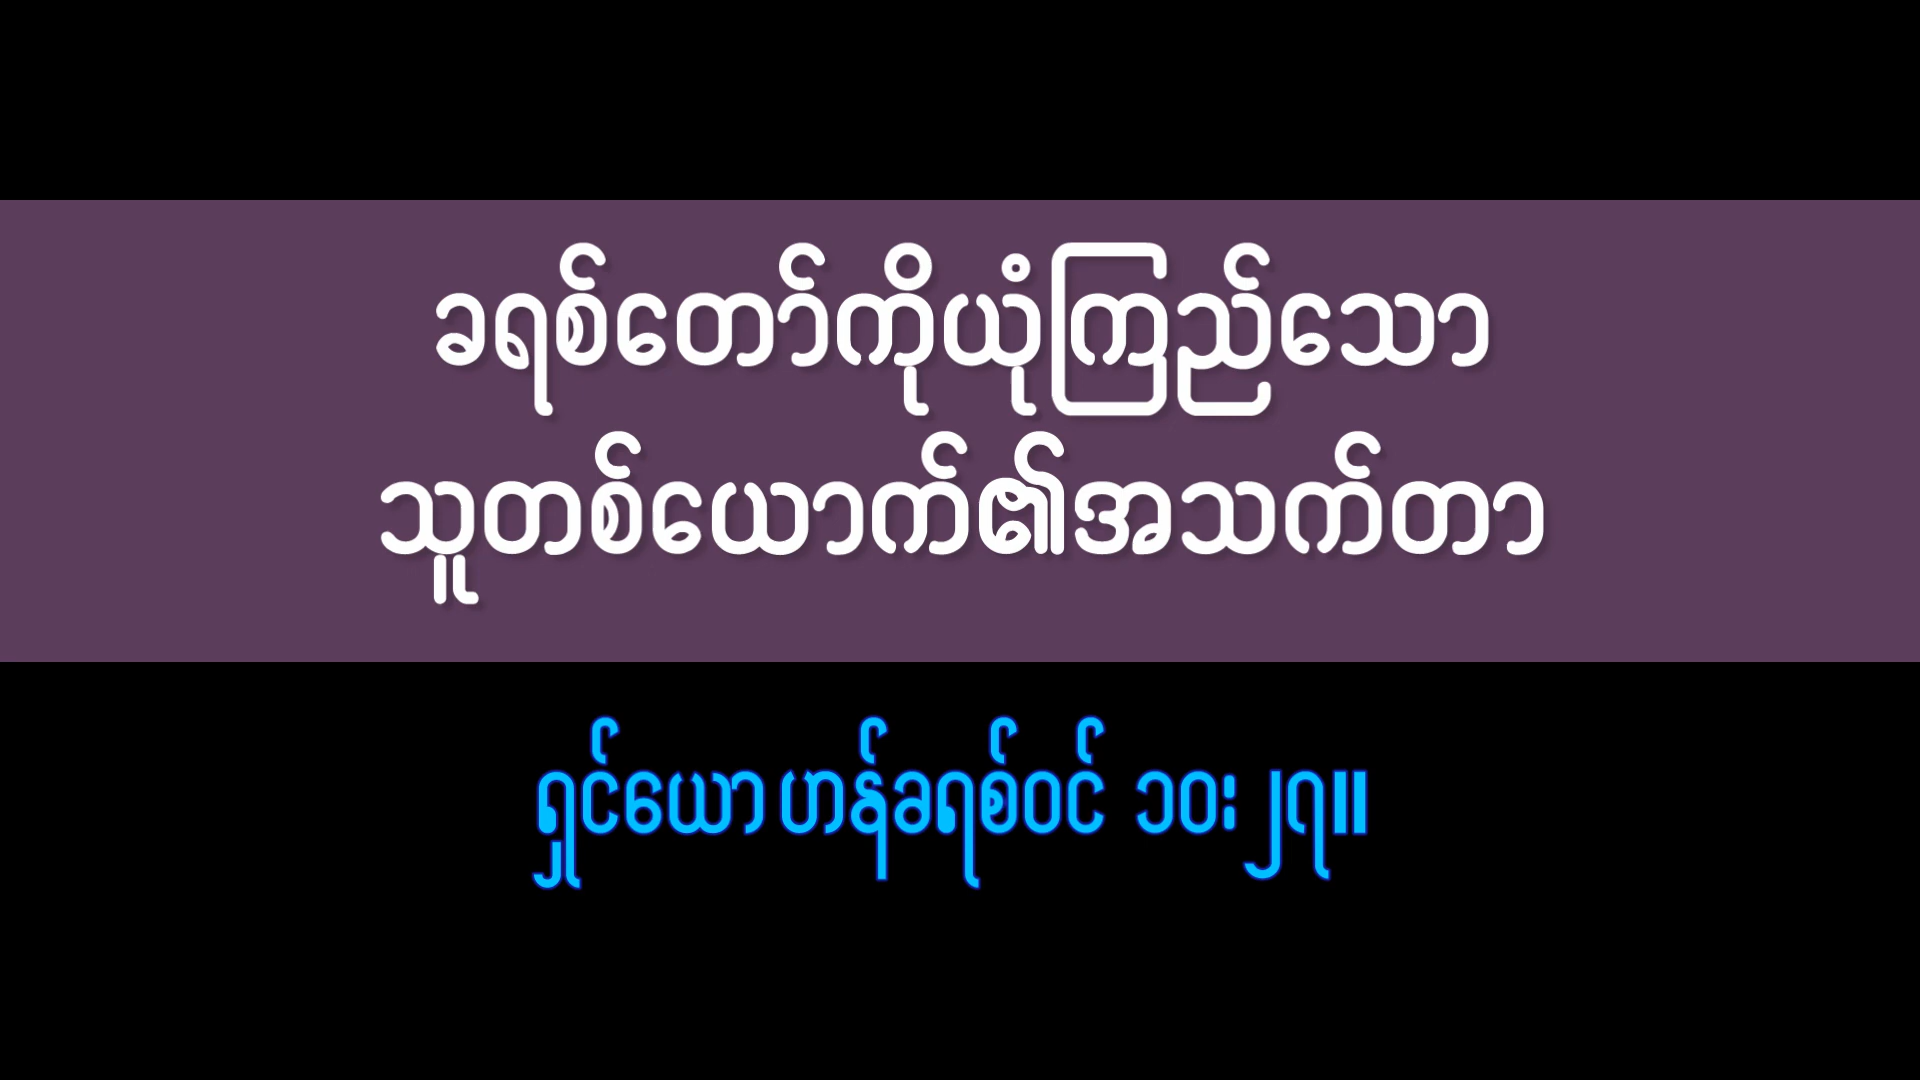 ခရစ်တော်ကိုယုံကြည်သော
သူတစ်ယောက်၏အသက်တာ
ရှင်ယောဟန်ခရစ်ဝင် ၁၀း၂၇။